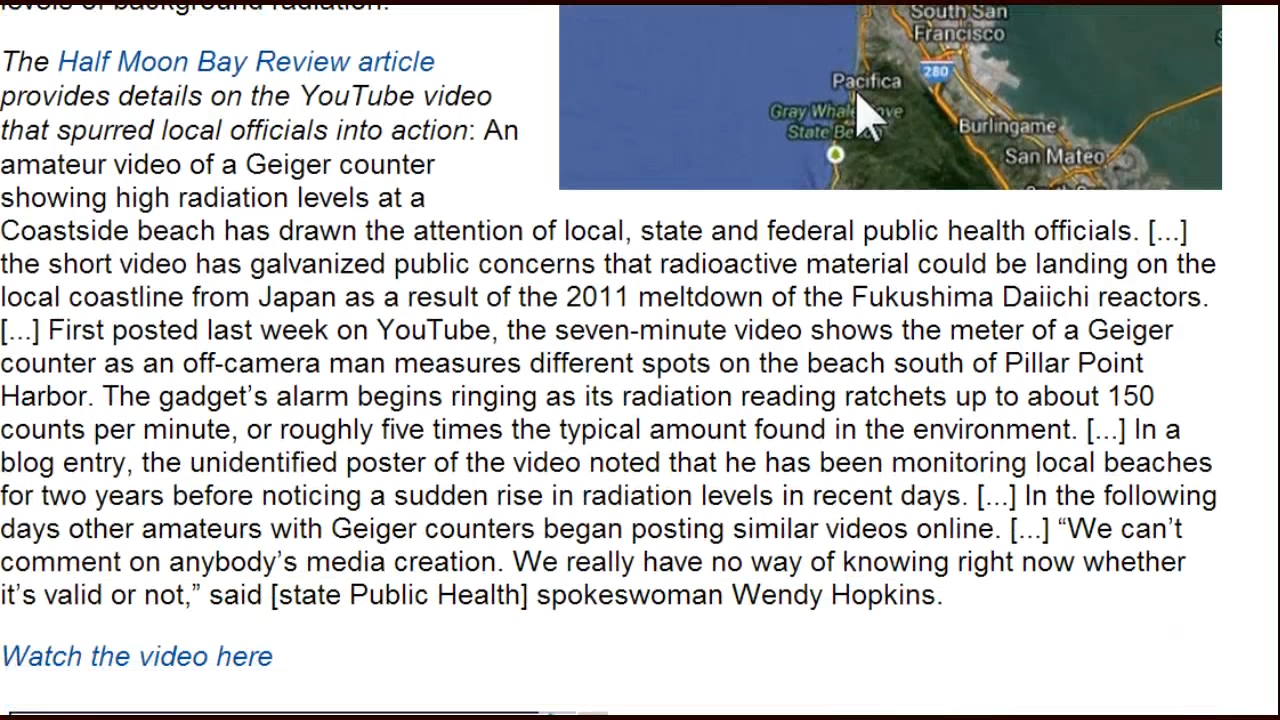 levels of background radiation.
The Half Moon Bay Review article
provides details on the YouTube video
that spurred local officials into action: An
amateur video of a Geiger counter
showing high radiation levels at a
Coastside beach has drawn the attention of local, state and federal public health officials. [...]
the short video has galvanized public concerns that radioactive material could be landing on the
local coastline from Japan as a result of the 2011 meltdown of the Fukushima Daiichi reactors.
[...] First posted last week on YouTube, the seven-minute video shows the meter of a Geiger
counter as an off-camera man measures different spots on the beach south of Pillar Point
Harbor. The gadget’s alarm begins ringing as its radiation reading ratchets up to about 150
counts per minute, or roughly five times the typical amount found in the environment. [...] In a
blog entry, the unidentified poster of the video noted that he has been monitoring local beaches
for two years before noticing a sudden rise in radiation levels in recent days. [...] In the following
days other amateurs with Geiger counters began posting similar videos online. [...] “We can’t
comment on anybody’s media creation. We really have no way of knowing right now whether
it’s valid or not,” said [state Public Health] spokeswoman Wendy Hopkins.
Watch the video here
South San
Francisco
280
Pacifica
Gray Whale Cove
State Beach
Burlingame
San Mateo